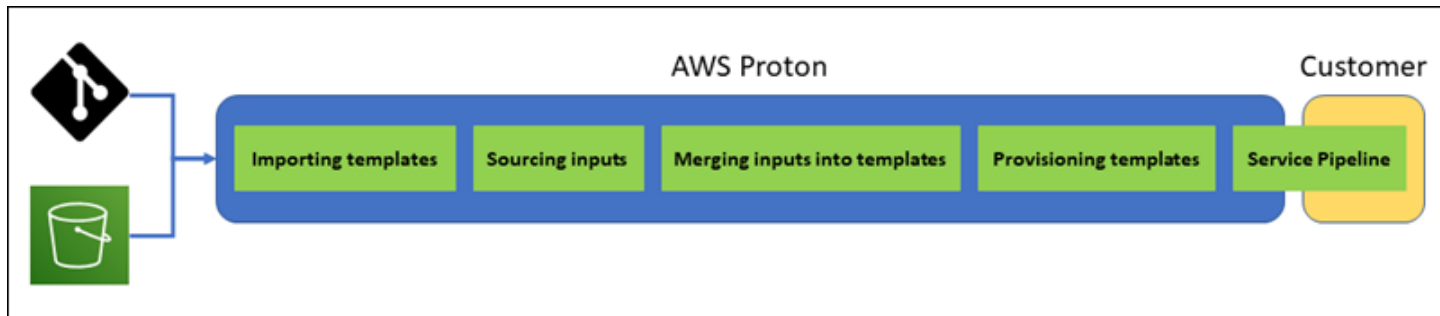 AWS Proton
Customer
Importing templates
Sourcing inputs
Merging inputs into templates
Provisioning templates
Service Pipeline